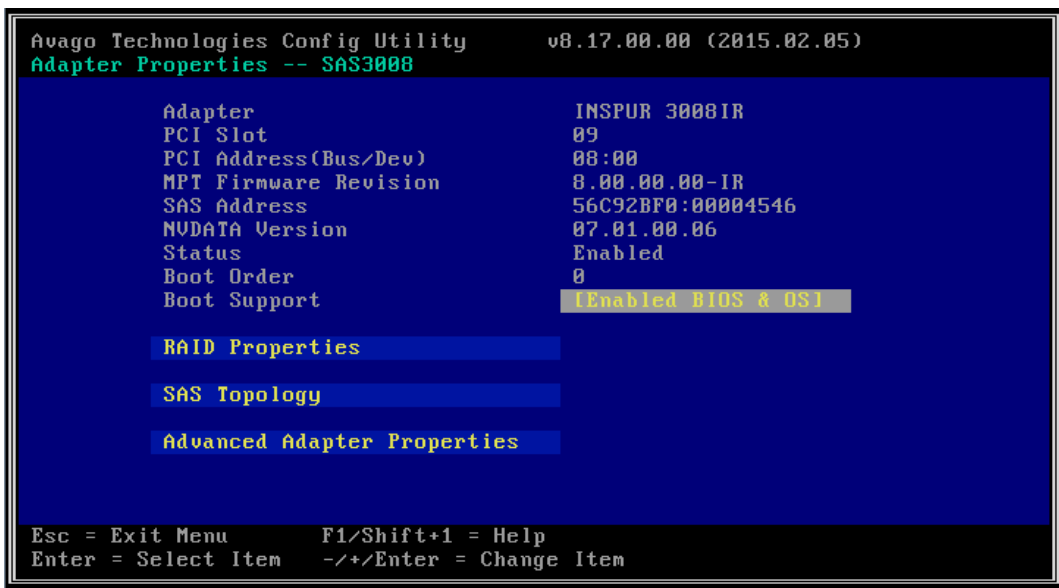 Avago Technologies Config Utility v8.17.00.00 (2015.02.05)
Adapter Properties -- SAS3008
Adapter INSPUR 3008IR
PCI Slot 09
PCI Address(Bus/Dev) 08:00
MPT Firmware Revision 8.00.00.00-IR
SAS Address 56C92BF0:00004546
NVDATA Version 07.01.00.06
Status Enabled
Boot Order 0
Boot Support [Enabled BIOS & OS]
RAID Properties
SAS Topology
Advanced Adapter Properties
Esc = Exit Menu F1/Shift+1 = Help
Enter = Select Item -/+/Enter = Change Item